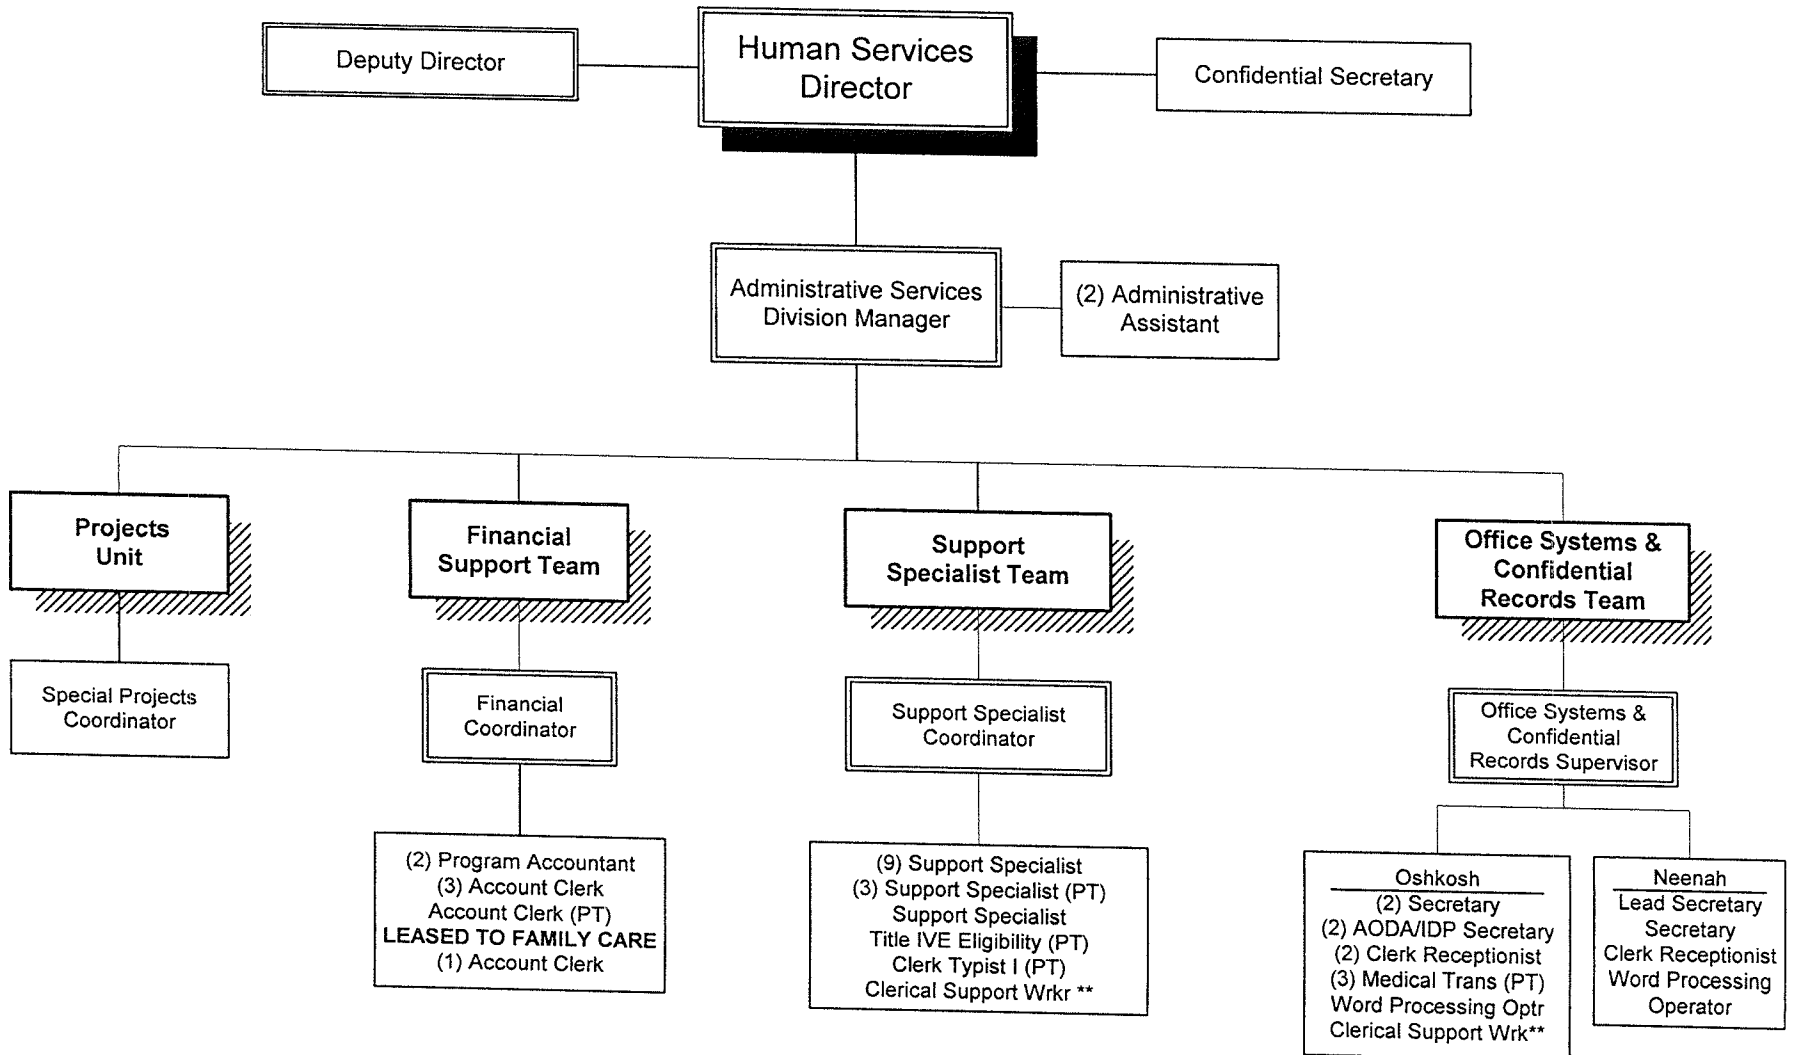 Deputy Director
Human Services
Director
Confidential Secretary
Administrative Services
Division Manager
(2) Administrative
Assistant
Projects
Unit
Financial
Support Team
Support
Specialist Team
Office Systems &
Confidential
Records Team
Special Projects
Coordinator
Financial
Coordinator
Support Specialist
Coordinator
Office Systems &
Confidential
Records Supervisor
(2) Program Accountant
(3) Account Clerk
Account Clerk (PT)
LEASED TO FAMILY CARE
(1) Account Clerk
(9) Support Specialist
(3) Support Specialist (PT)
Support Specialist
Title IVE Eligibility (PT)
Clerk Typist I (PT)
Clerical Support Wrkr **
Oshkosh
(2) Secretary
(2) AODA/IDP Secretary
(2) Clerk Receptionist
(3) Medical Trans (PT)
Word Processing Optr
Clerical Support Wrk**
Neenah
Lead Secretary
Secretary
Clerk Receptionist
Word Processing
Operator